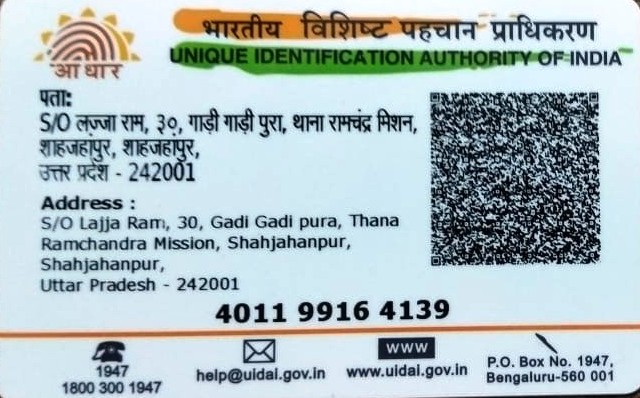 भारतीय विशिष्ट पहचान प्राधिकरण
UNIQUE IDENTIFICATION AUTHORITY OF INDIA
आधार
पता:
S/O लज़्जा राम, ३०, गाड़ी गाड़ी पुरा, थाना रामचंद्र मिशन,
शाहजहांपुर, शाहजहांपुर,
उत्तर प्रदेश - 242001
Address :
S/O Lajja Ram, 30, Gadi Gadi pura, Thana
Ramchandra Mission, Shahjahanpur,
Shahjahanpur,
Uttar Pradesh - 242001
4011 9916 4139
1947
1800 300 1947
help@uidai.gov.in
www
www.uidai.gov.in
P.O. Box No. 1947,
Bengaluru-560 001